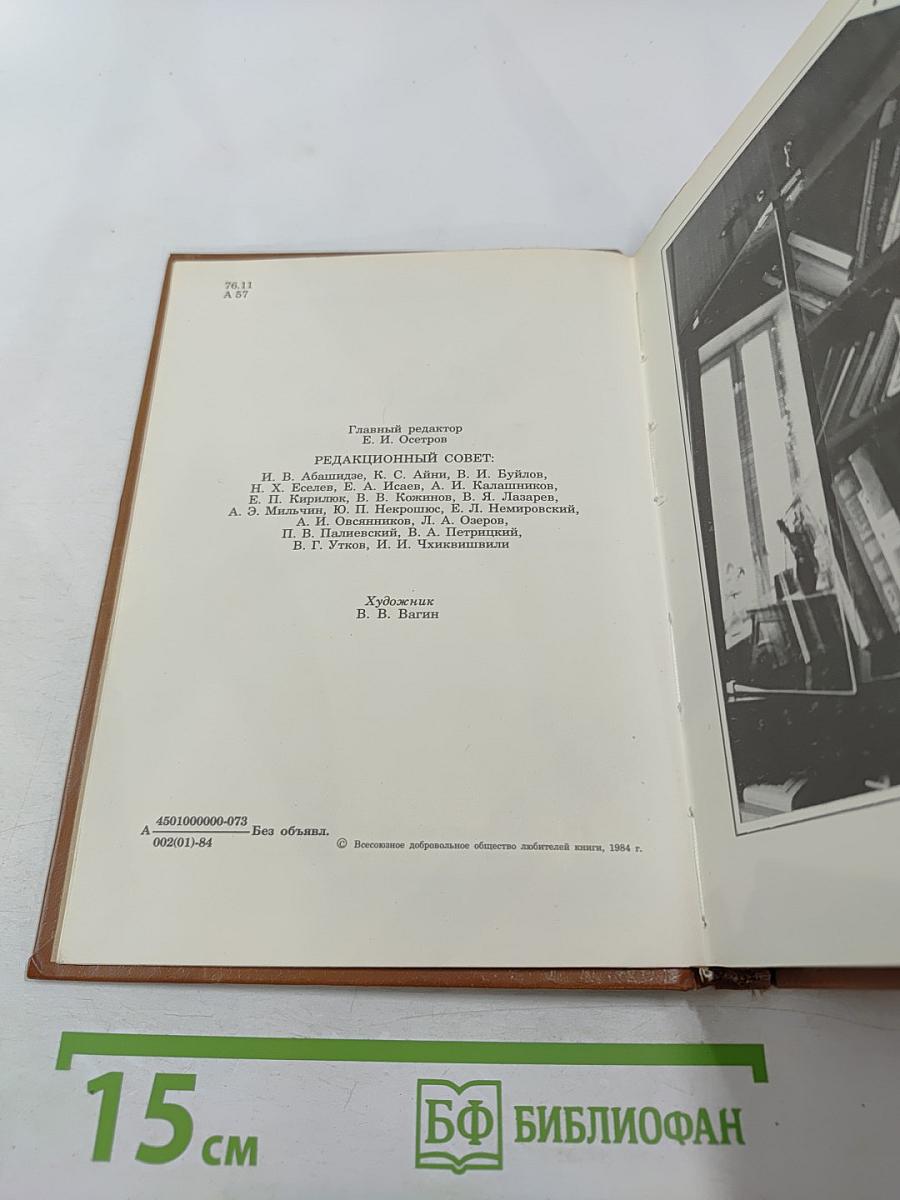 76.11
А 57
Главный редактор
Е. И. Осетров
РЕДАКЦИОННЫЙ СОВЕТ:
И. В. Абашидзе, К. С. Айни, В. И. Буйлов,
Н. Х. Еселев, Е. А. Исаев, А. И. Калашников,
Е. П. Кирилюк, В. В. Кожинов, В. Я. Лазарев,
А. Э. Мильчин, Ю. П. Некрошюс, Е. Л. Немировский,
А. И. Овсянников, Л. А. Озеров,
П. В. Палиевский, В. А. Петрицкий,
В. Г. Утков, И. И. Чхиквишвили
Художник
В. В. Вагин
4501000000-073
А Без объявл.
002(01)-84
© Всесоюзное добровольное общество любителей книги, 1984 г.
15 см
БФ БИБЛИОФАН